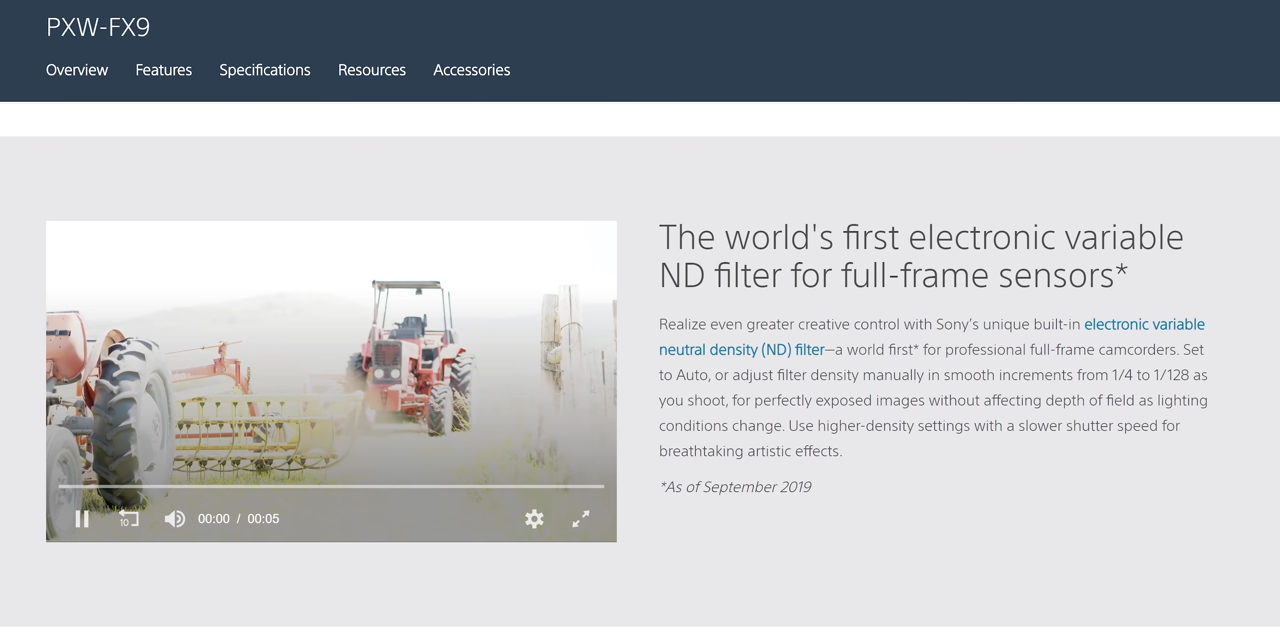 PXW-FX9
Overview Features Specifications Resources Accessories
The world's first electronic variable
ND filter for full-frame sensors*
Realize even greater creative control with Sony’s unique built-in electronic variable
neutral density (ND) filter—a world first* for professional full-frame camcorders. Set
to Auto, or adjust filter density manually in smooth increments from 1/4 to 1/128 as
you shoot, for perfectly exposed images without affecting depth of field as lighting
conditions change. Use higher-density settings with a slower shutter speed for
breathtaking artistic effects.
*As of September 2019
10 00:00 / 00:05